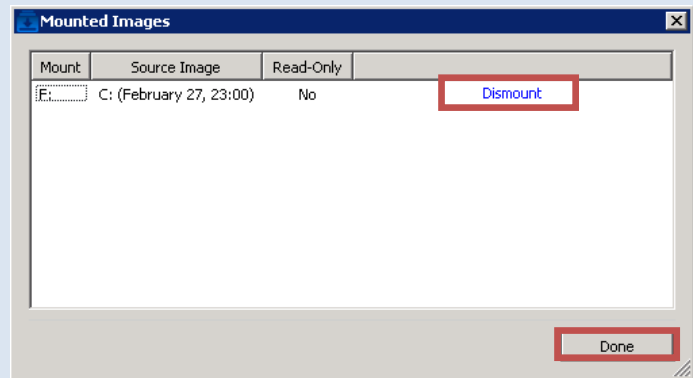 Mounted Images
Mount Source Image Read-Only
F: C: (February 27, 23:00) No Dismount
Done